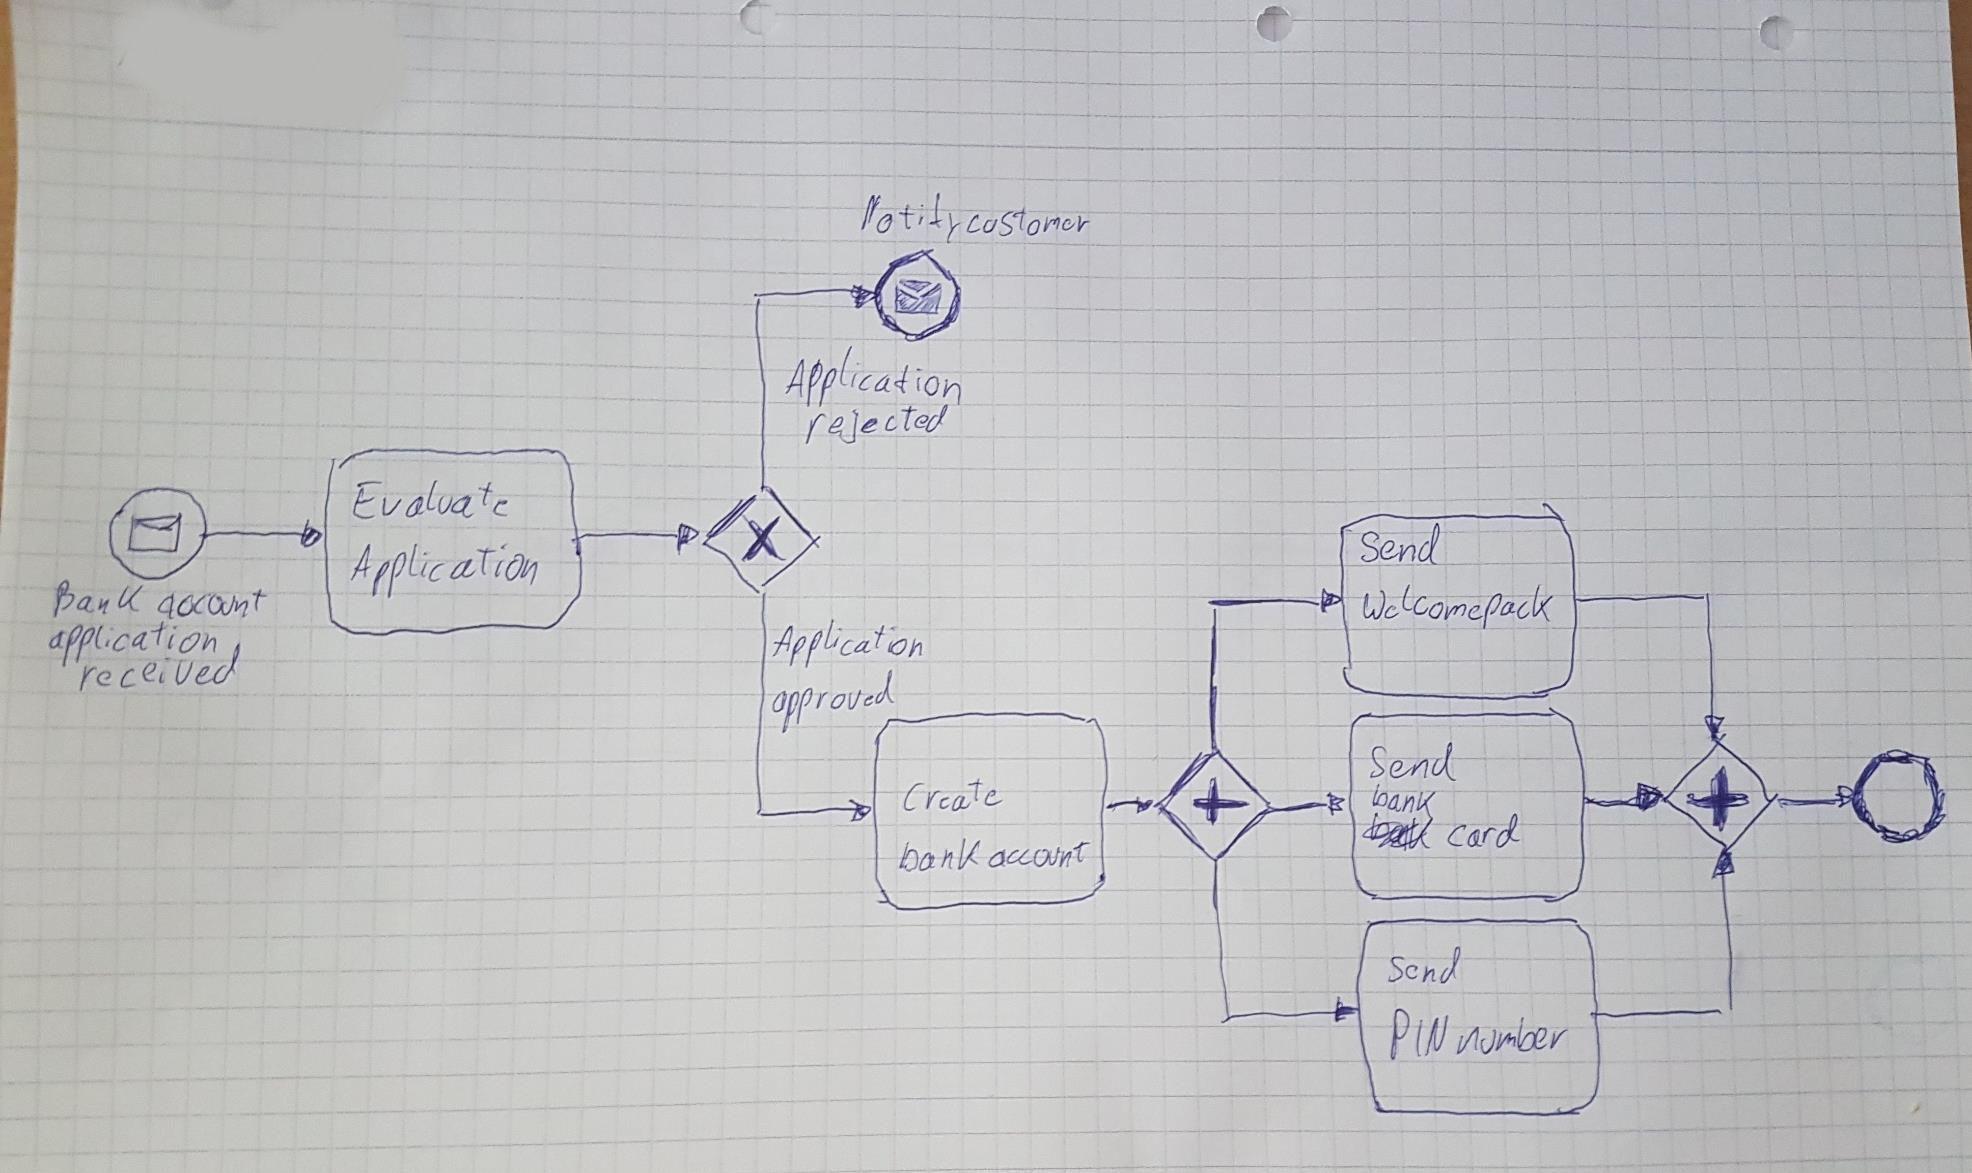 Notify customer
Application
rejected
Evaluate
Application
Bank account
application
received
Application
approved
Create
bank account
Send
Welcomepack
Send
bank
card
Send
PIN number